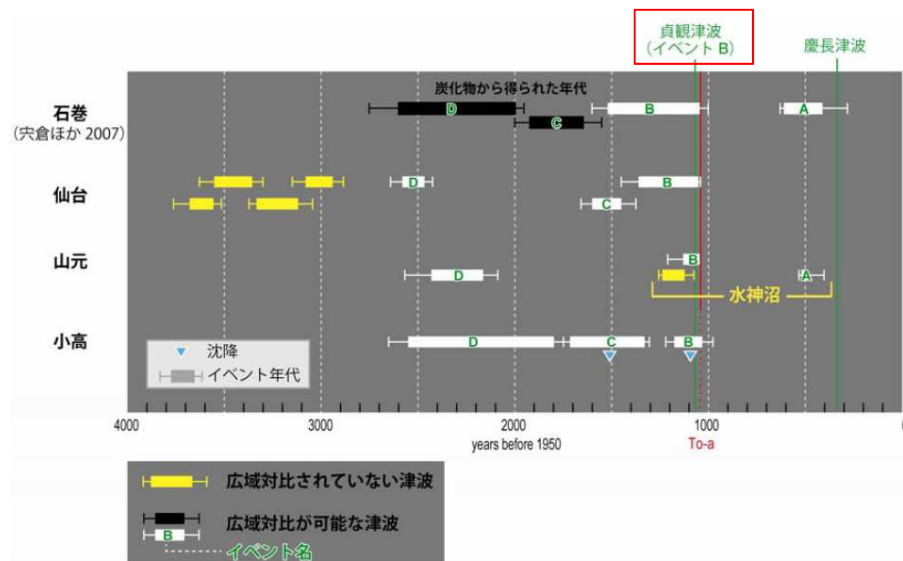 貞観津波
(イベント B)
慶長津波
炭化物から得られた年代
石巻
(宍倉ほか 2007)
D
B
A
C
仙台
D
B
C
山元
B
D
A
水神沼
小高
D
C
B
沈降
イベント年代
4000
3000
2000
1000
0
years before 1950
To-a
広域対比されていない津波
広域対比が可能な津波
B
イベント名